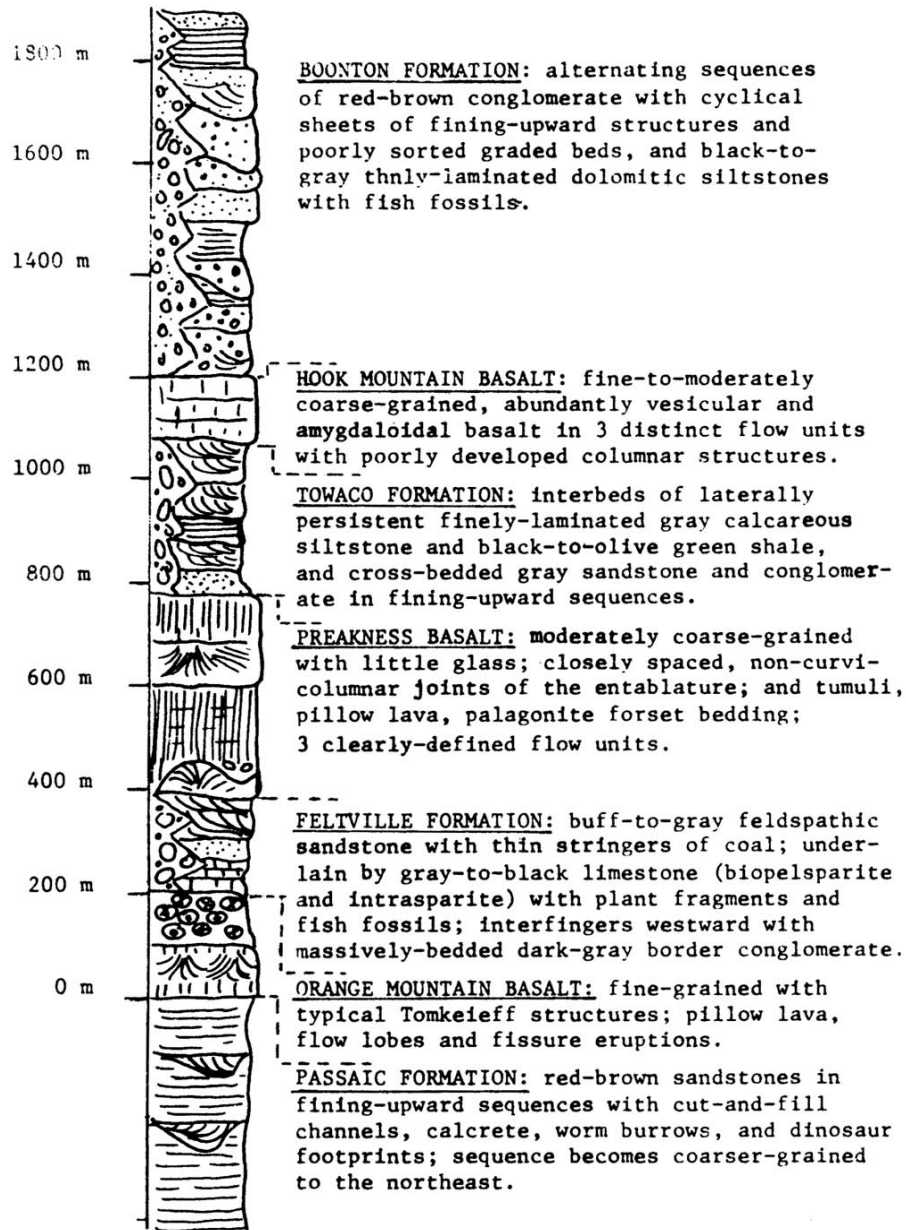 1800 m
BOONTON FORMATION: alternating sequences
of red-brown conglomerate with cyclical
sheets of fining-upward structures and
poorly sorted graded beds, and black-to-
gray thnly-laminated dolomitic siltstones
with fish fossils.
1600 m
1400 m
1200 m
HOOK MOUNTAIN BASALT: fine-to-moderately
coarse-grained, abundantly vesicular and
amygdaloidal basalt in 3 distinct flow units
with poorly developed columnar structures.
1000 m
TOWACO FORMATION: interbeds of laterally
persistent finely-laminated gray calcareous
siltstone and black-to-olive green shale,
and cross-bedded gray sandstone and conglomer-
ate in fining-upward sequences.
800 m
PREAKNESS BASALT: moderately coarse-grained
with little glass; closely spaced, non-curvi-
columnar joints of the entablature; and tumuli,
pillow lava, palagonite forset bedding;
3 clearly-defined flow units.
600 m
400 m
FELTVILLE FORMATION: buff-to-gray feldspathic
sandstone with thin stringers of coal; under-
lain by gray-to-black limestone (biopelsparite
and intrasparite) with plant fragments and
fish fossils; interfingers westward with
massively-bedded dark-gray border conglomerate.
200 m
0 m
ORANGE MOUNTAIN BASALT: fine-grained with
typical Tomkeieff structures; pillow lava,
flow lobes and fissure eruptions.
PASSAIC FORMATION: red-brown sandstones in
fining-upward sequences with cut-and-fill
channels, calcrete, worm burrows, and dinosaur
footprints; sequence becomes coarser-grained
to the northeast.